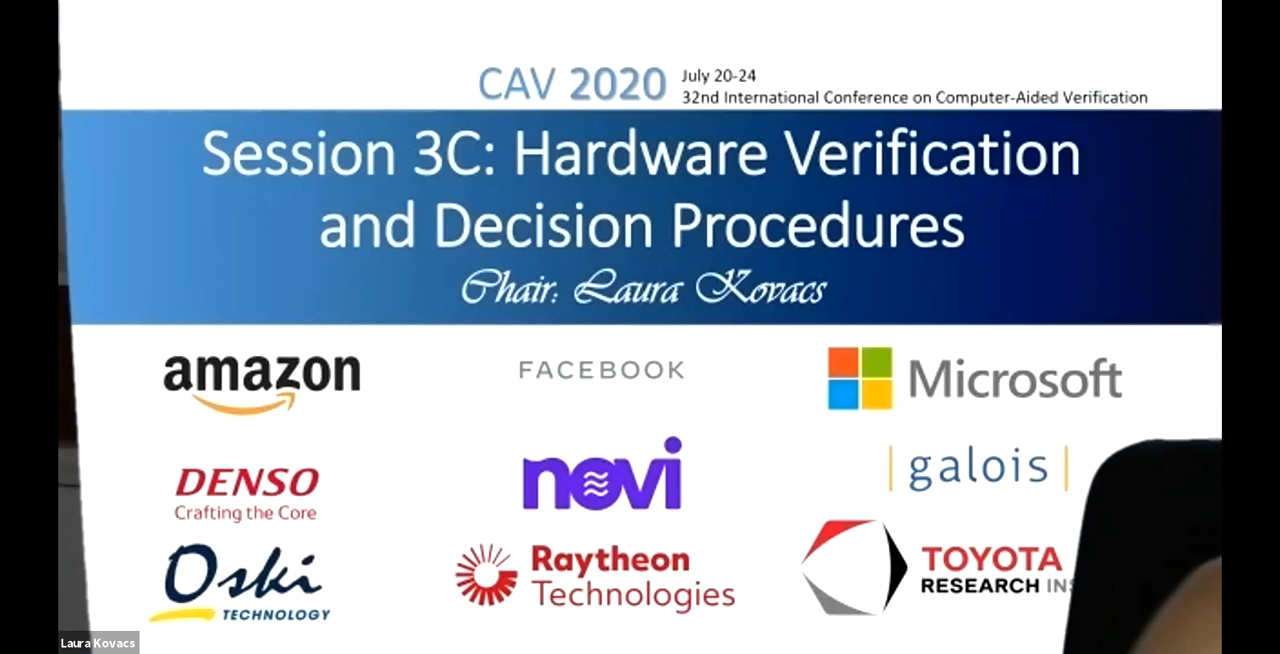 CAV 2020
July 20-24
32nd International Conference on Computer-Aided Verification
Session 3C: Hardware Verification
and Decision Procedures
Chair: Laura Kovacs
amazon
FACEBOOK
Microsoft
DENSO
Crafting the Core
novi
galois
Oski
TECHNOLOGY
Raytheon
Technologies
TOYOTA
RESEARCH
Laura Kovacs